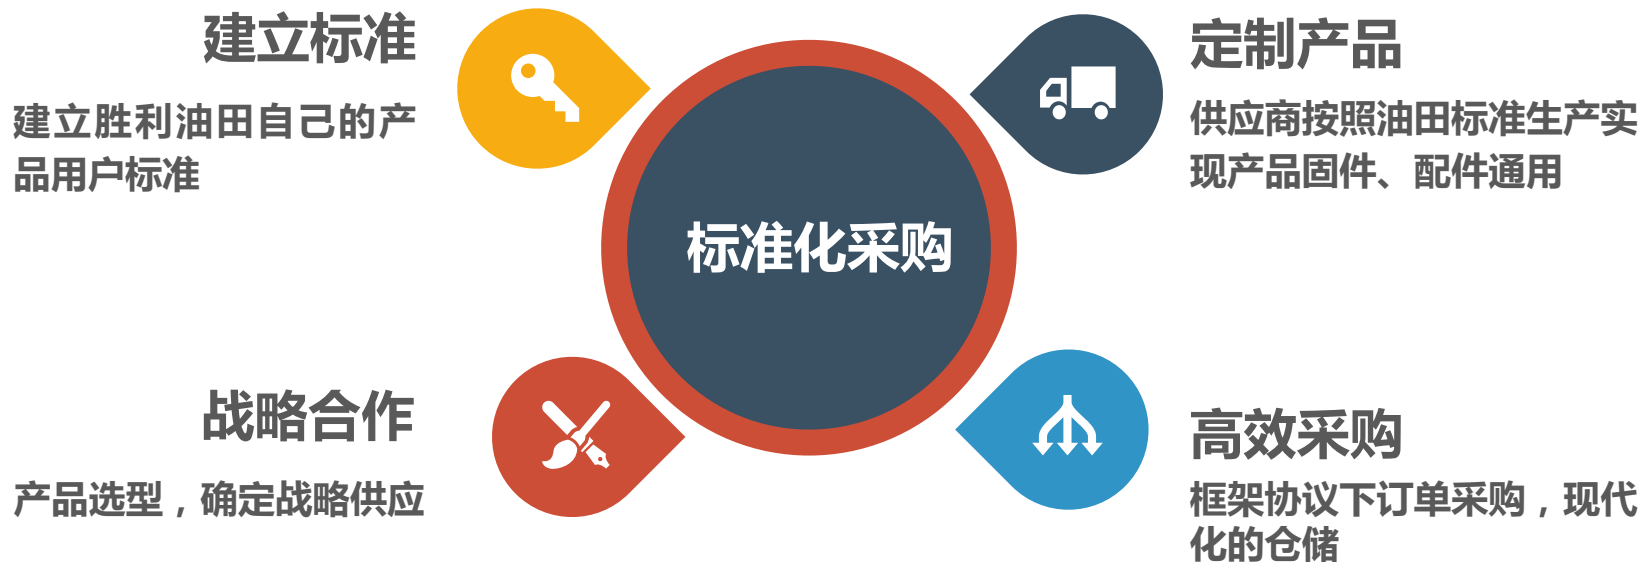 建立标准
建立胜利油田自己的产
品用户标准
定制产品
供应商按照油田标准生产实
现产品固件、配件通用
标准化采购
战略合作
产品选型，确定战略供应
高效采购
框架协议下订单采购，现代
化的仓储